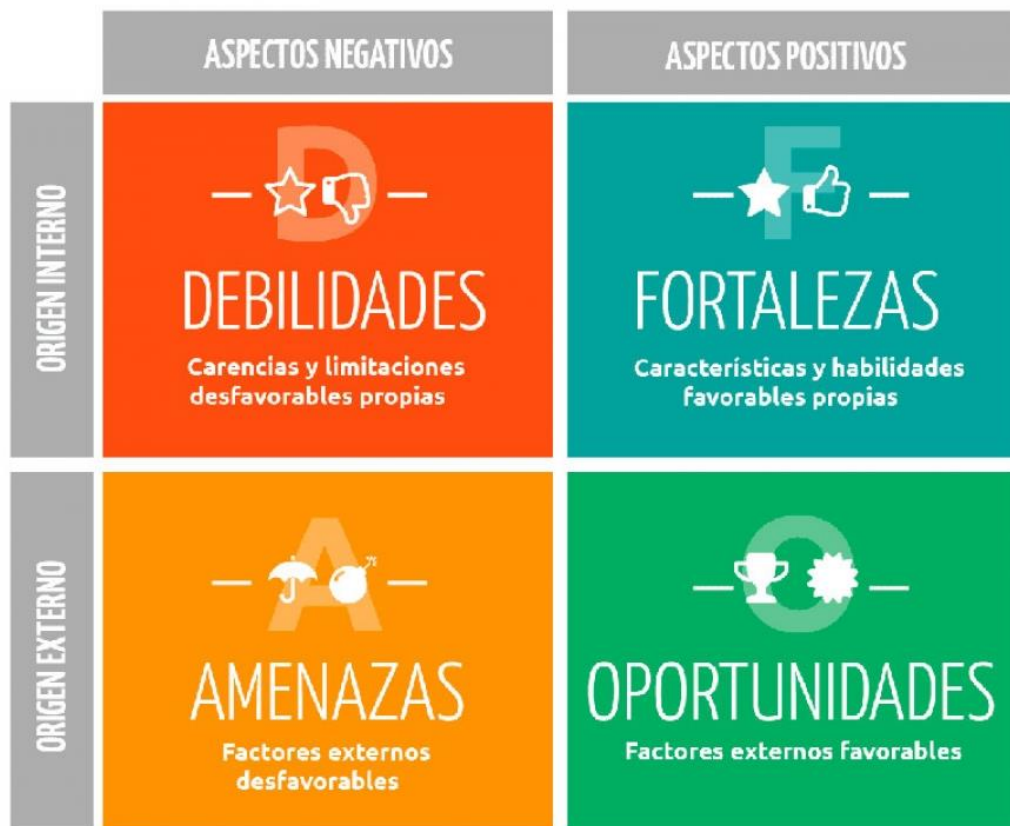 ASPECTOS NEGATIVOS
ASPECTOS POSITIVOS
ORIGEN INTERNO
D
DEBILIDADES
Carencias y limitaciones
desfavorables propias
F
FORTALEZAS
Características y habilidades
favorables propias
ORIGEN EXTERNO
A
AMENAZAS
Factores externos
desfavorables
O
OPORTUNIDADES
Factores externos favorables